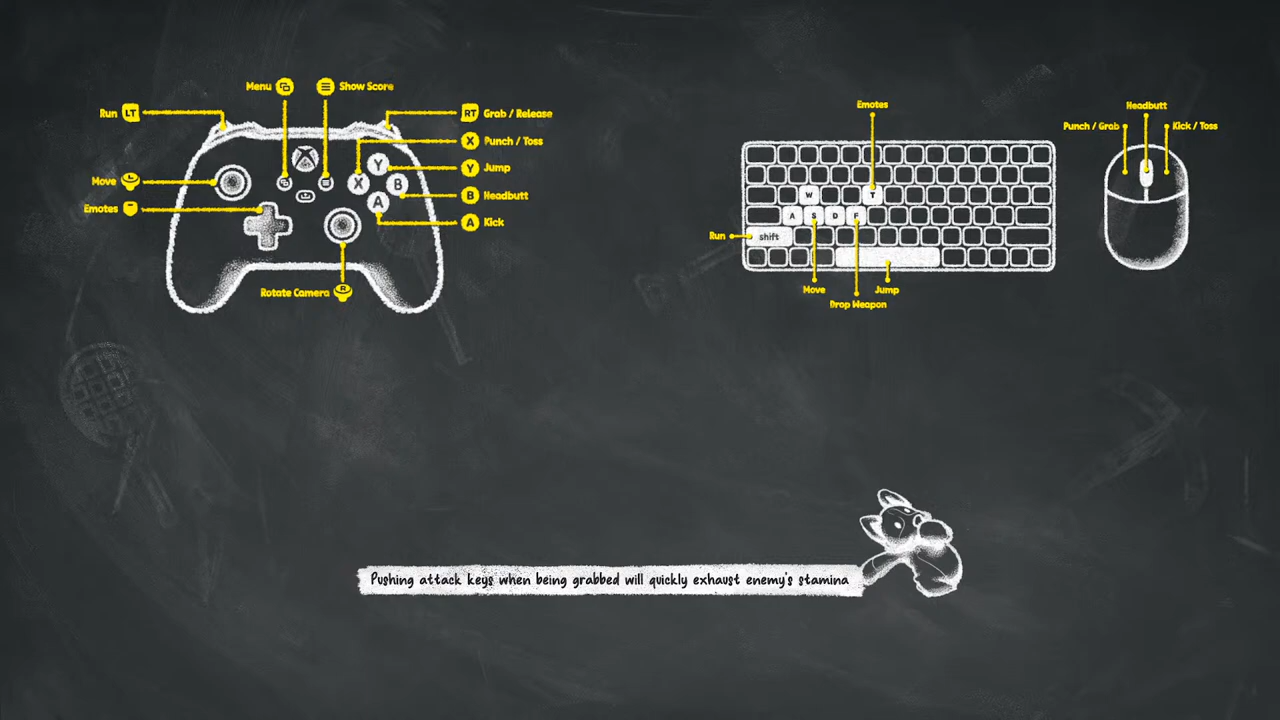 Menu
Show Score
Run LT
RT Grab / Release
X Punch / Toss
Y Jump
B Headbutt
A Kick
Move L
Emotes
Y
X B
A
Rotate Camera R
Emotes
W T
A S D F
Run shift
Move
Jump
Drop Weapon
Headbutt
Punch / Grab
Kick / Toss
Pushing attack keys when being grabbed will quickly exhaust enemy's stamina